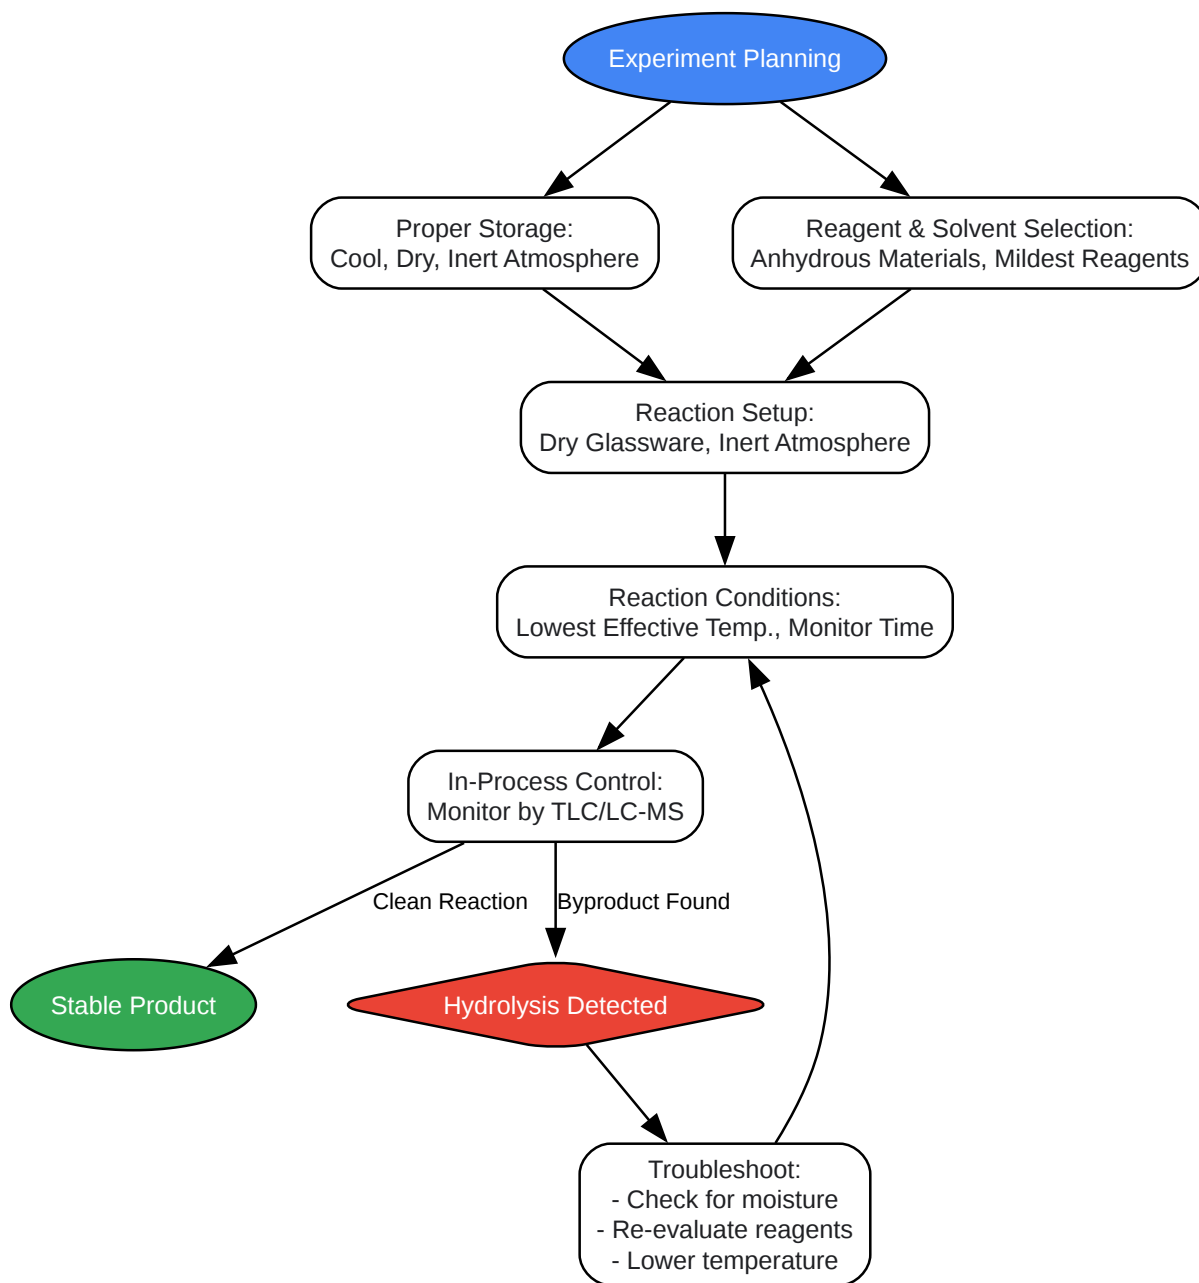 Experiment Planning
Proper Storage:
Cool, Dry, Inert Atmosphere
Reagent & Solvent Selection:
Anhydrous Materials, Mildest Reagents
Reaction Setup:
Dry Glassware, Inert Atmosphere
Reaction Conditions:
Lowest Effective Temp., Monitor Time
In-Process Control:
Monitor by TLC/LC-MS
Clean Reaction
Byproduct Found
Stable Product
Hydrolysis Detected
Troubleshoot:
- Check for moisture
- Re-evaluate reagents
- Lower temperature